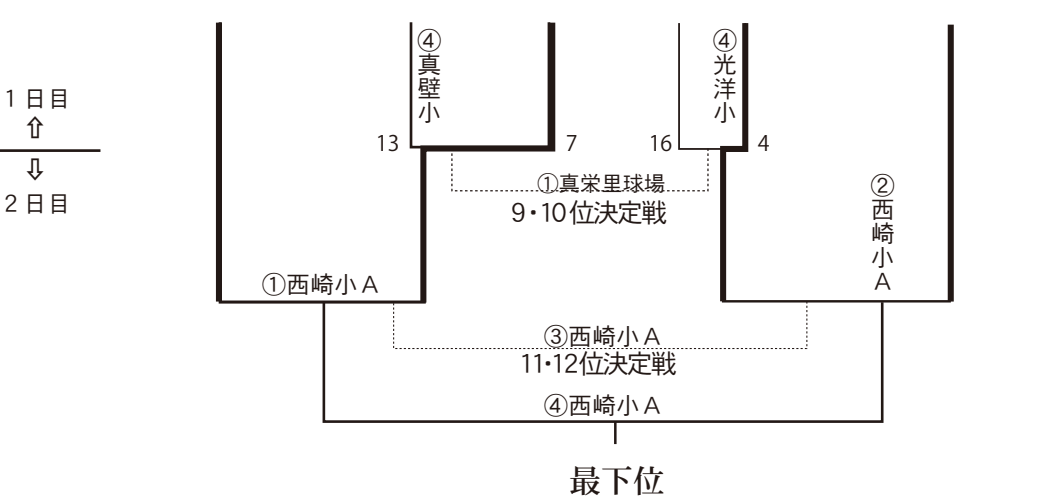 1日目
⇧
⇩
2日目
④真壁小
④光洋小
13
7
16
4
①真栄里球場
9・10位決定戦
②西崎小A
①西崎小A
③西崎小A
11・12位決定戦
④西崎小A
最下位